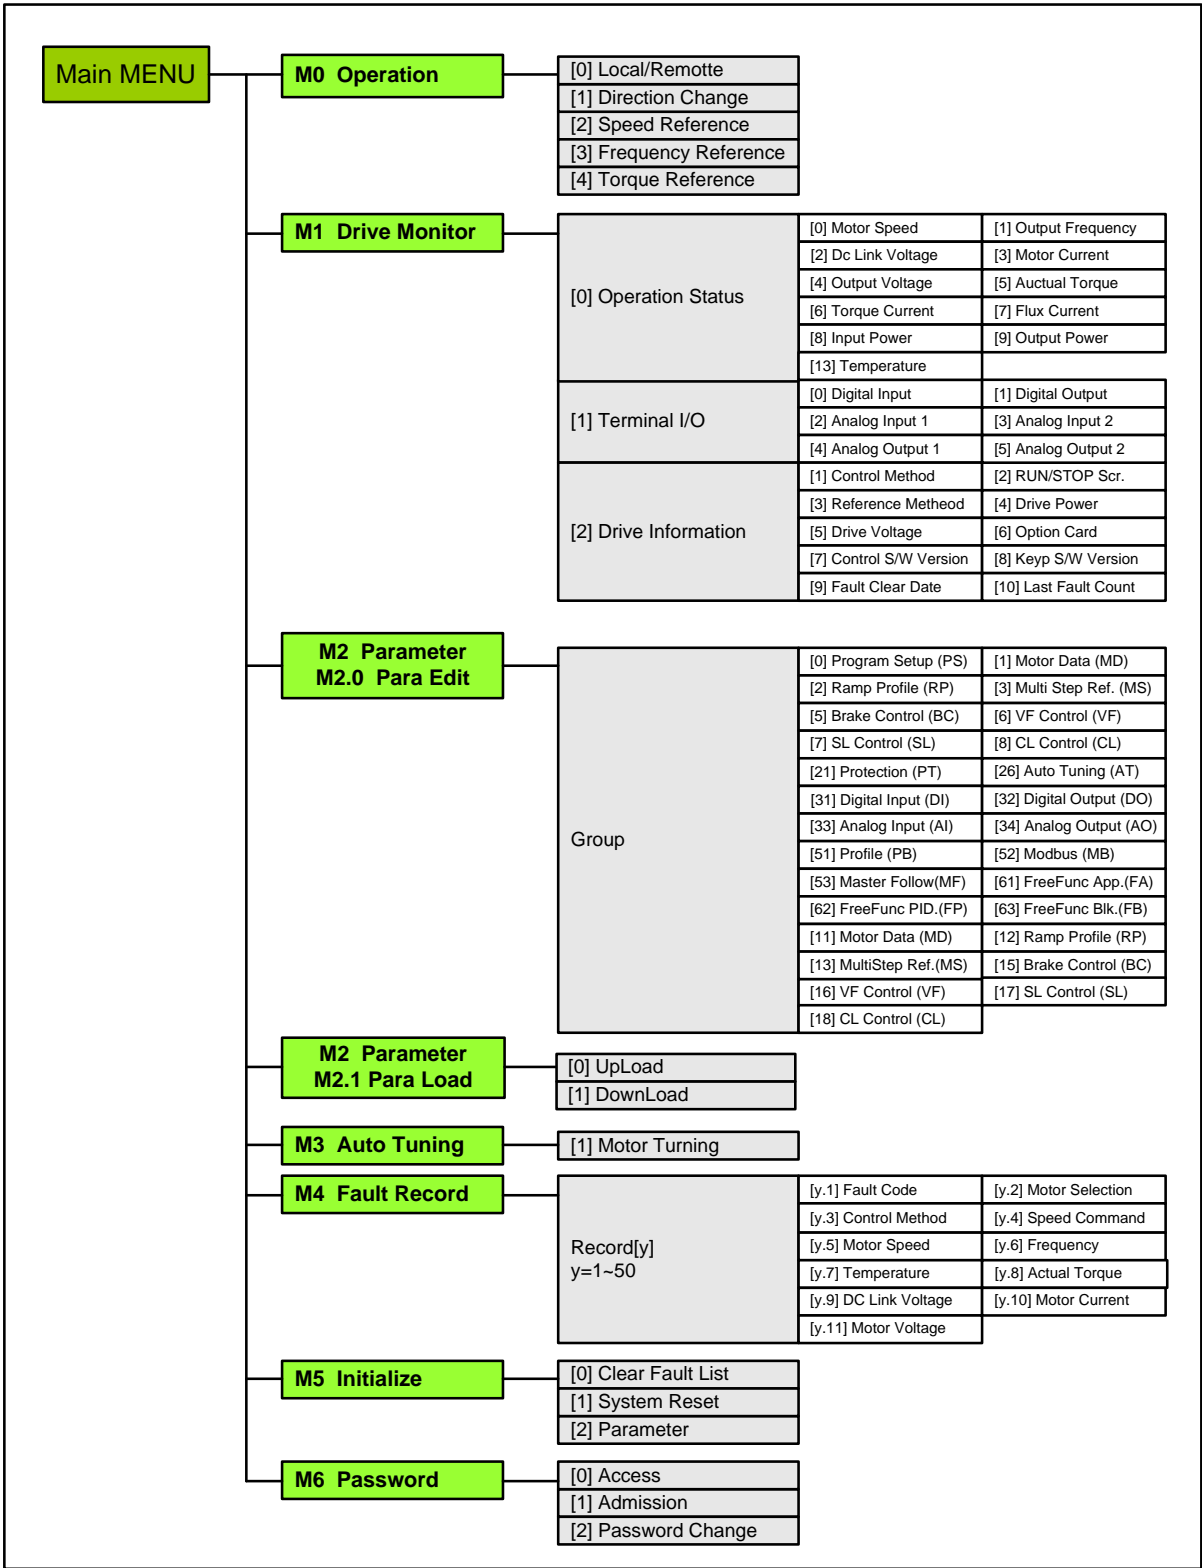 Main MENU
M0 Operation
[0] Local/Remotte
[1] Direction Change
[2] Speed Reference
[3] Frequency Reference
[4] Torque Reference
M1 Drive Monitor
[0] Operation Status
[0] Motor Speed
[1] Output Frequency
[2] Dc Link Voltage
[3] Motor Current
[4] Output Voltage
[5] Auctual Torque
[6] Torque Current
[7] Flux Current
[8] Input Power
[9] Output Power
[13] Temperature
[1] Terminal I/O
[0] Digital Input
[1] Digital Output
[2] Analog Input 1
[3] Analog Input 2
[4] Analog Output 1
[5] Analog Output 2
[2] Drive Information
[1] Control Method
[2] RUN/STOP Scr.
[3] Reference Metheod
[4] Drive Power
[5] Drive Voltage
[6] Option Card
[7] Control S/W Version
[8] Keyp S/W Version
[9] Fault Clear Date
[10] Last Fault Count
M2 Parameter
M2.0 Para Edit
Group
[0] Program Setup (PS)
[1] Motor Data (MD)
[2] Ramp Profile (RP)
[3] Multi Step Ref. (MS)
[5] Brake Control (BC)
[6] VF Control (VF)
[7] SL Control (SL)
[8] CL Control (CL)
[21] Protection (PT)
[26] Auto Tuning (AT)
[31] Digital Input (DI)
[32] Digital Output (DO)
[33] Analog Input (AI)
[34] Analog Output (AO)
[51] Profile (PB)
[52] Modbus (MB)
[53] Master Follow(MF)
[61] FreeFunc App.(FA)
[62] FreeFunc PID.(FP)
[63] FreeFunc Blk.(FB)
[11] Motor Data (MD)
[12] Ramp Profile (RP)
[13] MultiStep Ref.(MS)
[15] Brake Control (BC)
[16] VF Control (VF)
[17] SL Control (SL)
[18] CL Control (CL)
M2 Parameter
M2.1 Para Load
[0] UpLoad
[1] DownLoad
M3 Auto Tuning
[1] Motor Turning
M4 Fault Record
Record[y]
y=1~50
[y.1] Fault Code
[y.2] Motor Selection
[y.3] Control Method
[y.4] Speed Command
[y.5] Motor Speed
[y.6] Frequency
[y.7] Temperature
[y.8] Actual Torque
[y.9] DC Link Voltage
[y.10] Motor Current
[y.11] Motor Voltage
M5 Initialize
[0] Clear Fault List
[1] System Reset
[2] Parameter
M6 Password
[0] Access
[1] Admission
[2] Password Change